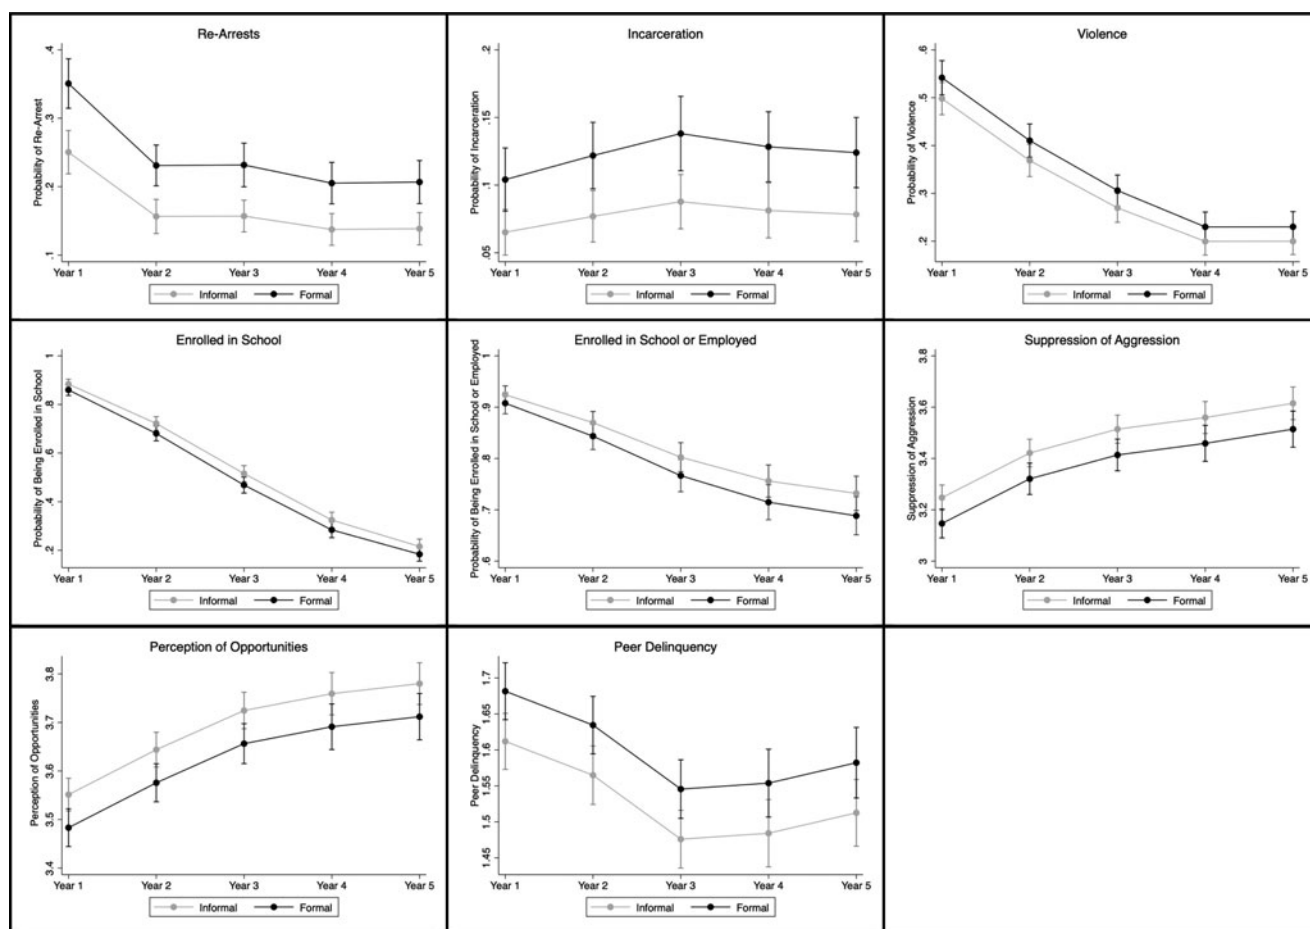 Re-Arrests
Probability of Re-Arrest
.4
.3
.2
.1
Year 1 Year 2 Year 3 Year 4 Year 5
Informal Formal
Incarceration
Probability of Incarceration
.2
.15
.1
.05
Year 1 Year 2 Year 3 Year 4 Year 5
Informal Formal
Violence
Probability of Violence
.6
.5
.4
.3
.2
Year 1 Year 2 Year 3 Year 4 Year 5
Informal Formal
Enrolled in School
Probability of Being Enrolled in School
1
.8
.6
.4
.2
Year 1 Year 2 Year 3 Year 4 Year 5
Informal Formal
Enrolled in School or Employed
Probability of Being Enrolled in School or Employed
1
.9
.8
.7
.6
Year 1 Year 2 Year 3 Year 4 Year 5
Informal Formal
Suppression of Aggression
Suppression of Aggression
3.8
3.6
3.4
3.2
3
Year 1 Year 2 Year 3 Year 4 Year 5
Informal Formal
Perception of Opportunities
Perception of Opportunities
3.8
3.7
3.6
3.5
3.4
Year 1 Year 2 Year 3 Year 4 Year 5
Informal Formal
Peer Delinquency
Peer Delinquency
1.7
1.65
1.6
1.55
1.5
1.45
Year 1 Year 2 Year 3 Year 4 Year 5
Informal Formal